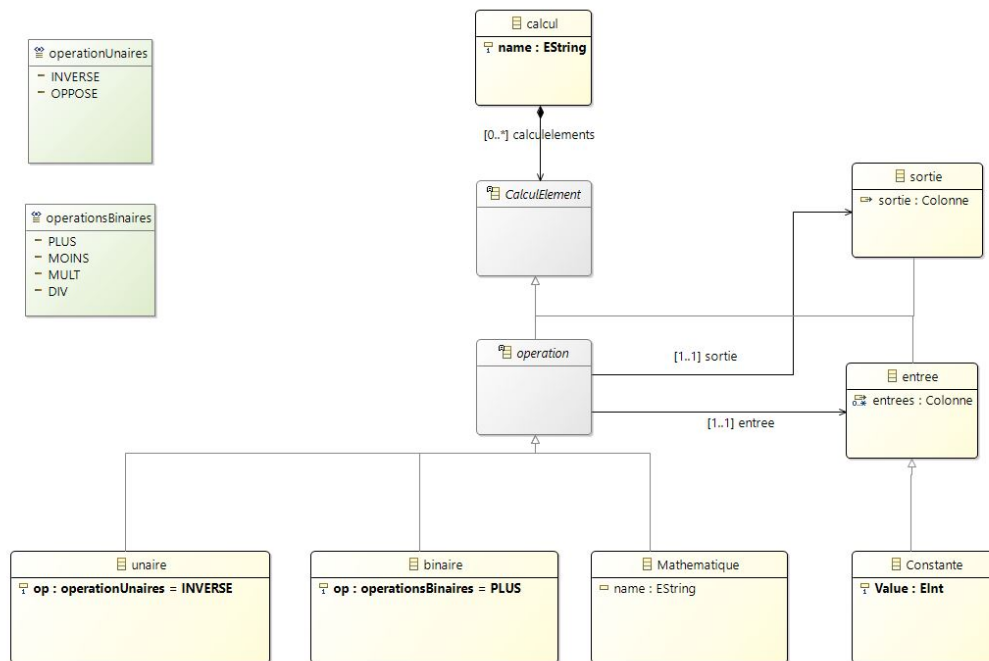 calcul
name : EString
operationUnaires
INVERSE
OPPOSE
[0..*] calculelements
CalculElement
sortie
sortie : Colonne
operationsBinaires
PLUS
MOINS
MULT
DIV
operation
[1..1] sortie
entree
0..* entrees : Colonne
[1..1] entree
unaire
op : operationUnaires = INVERSE
binaire
op : operationsBinaires = PLUS
Mathematique
name : EString
Constante
Value : EInt